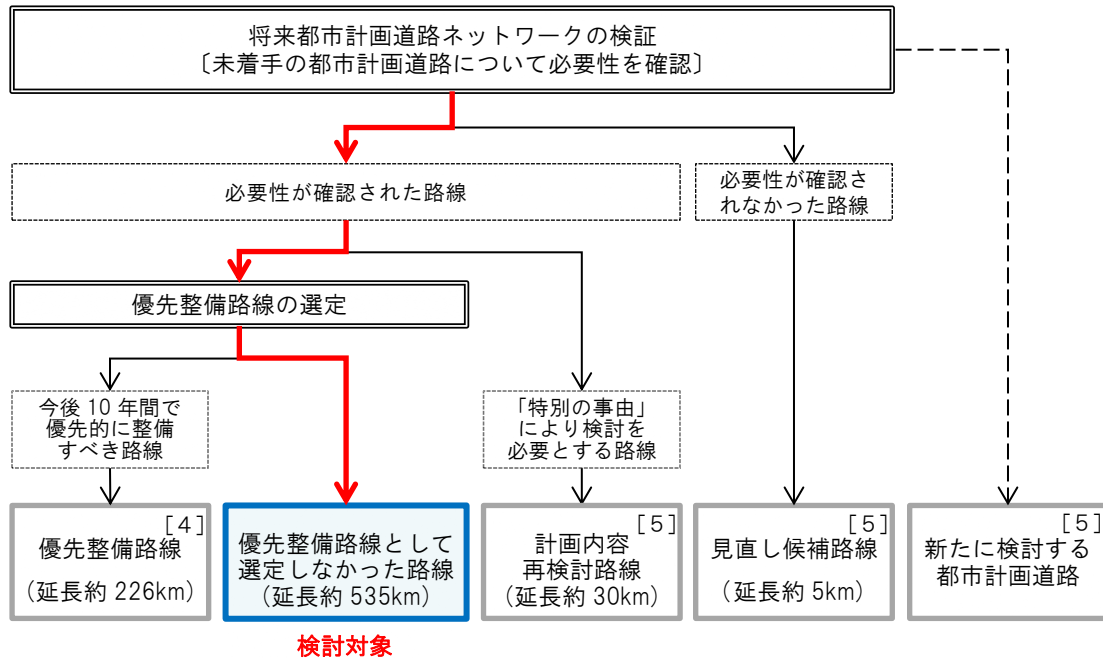 将来都市計画道路ネットワークの検証
〔未着手の都市計画道路について必要性を確認〕
必要性が確認された路線
必要性が確認さ
れなかった路線
優先整備路線の選定
今後 10 年間で
優先的に整備
すべき路線
「特別の事由」
により検討を
必要とする路線
[4]
優先整備路線
(延長約 226km)
優先整備路線として
選定しなかった路線
(延長約 535km)
[5]
計画内容
再検討路線
(延長約 30km)
[5]
見直し候補路線
(延長約 5km)
[5]
新たに検討する
都市計画道路
検討対象